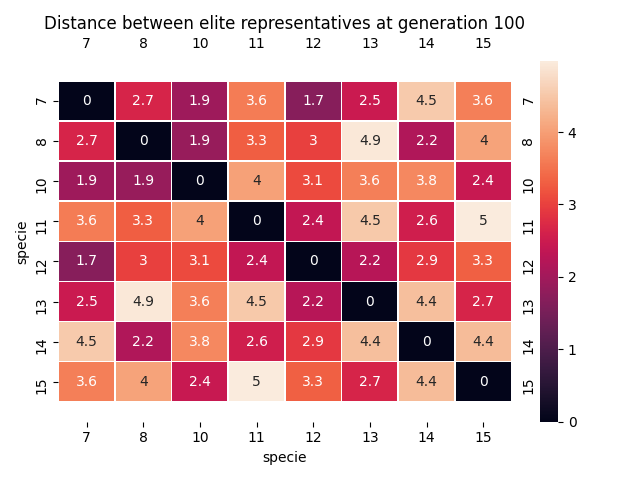 Distance between elite representatives at generation 100
7 8 10 11 12 13 14 15
7 0 2.7 1.9 3.6 1.7 2.5 4.5 3.6 7
8 2.7 0 1.9 3.3 3 4.9 2.2 4 8
10 1.9 1.9 0 4 3.1 3.6 3.8 2.4 10
11 3.6 3.3 4 0 2.4 4.5 2.6 5 11
12 1.7 3 3.1 2.4 0 2.2 2.9 3.3 12
13 2.5 4.9 3.6 4.5 2.2 0 4.4 2.7 13
14 4.5 2.2 3.8 2.6 2.9 4.4 0 4.4 14
15 3.6 4 2.4 5 3.3 2.7 4.4 0 15
7 8 10 11 12 13 14 15
specie
specie
4
3
2
1
0